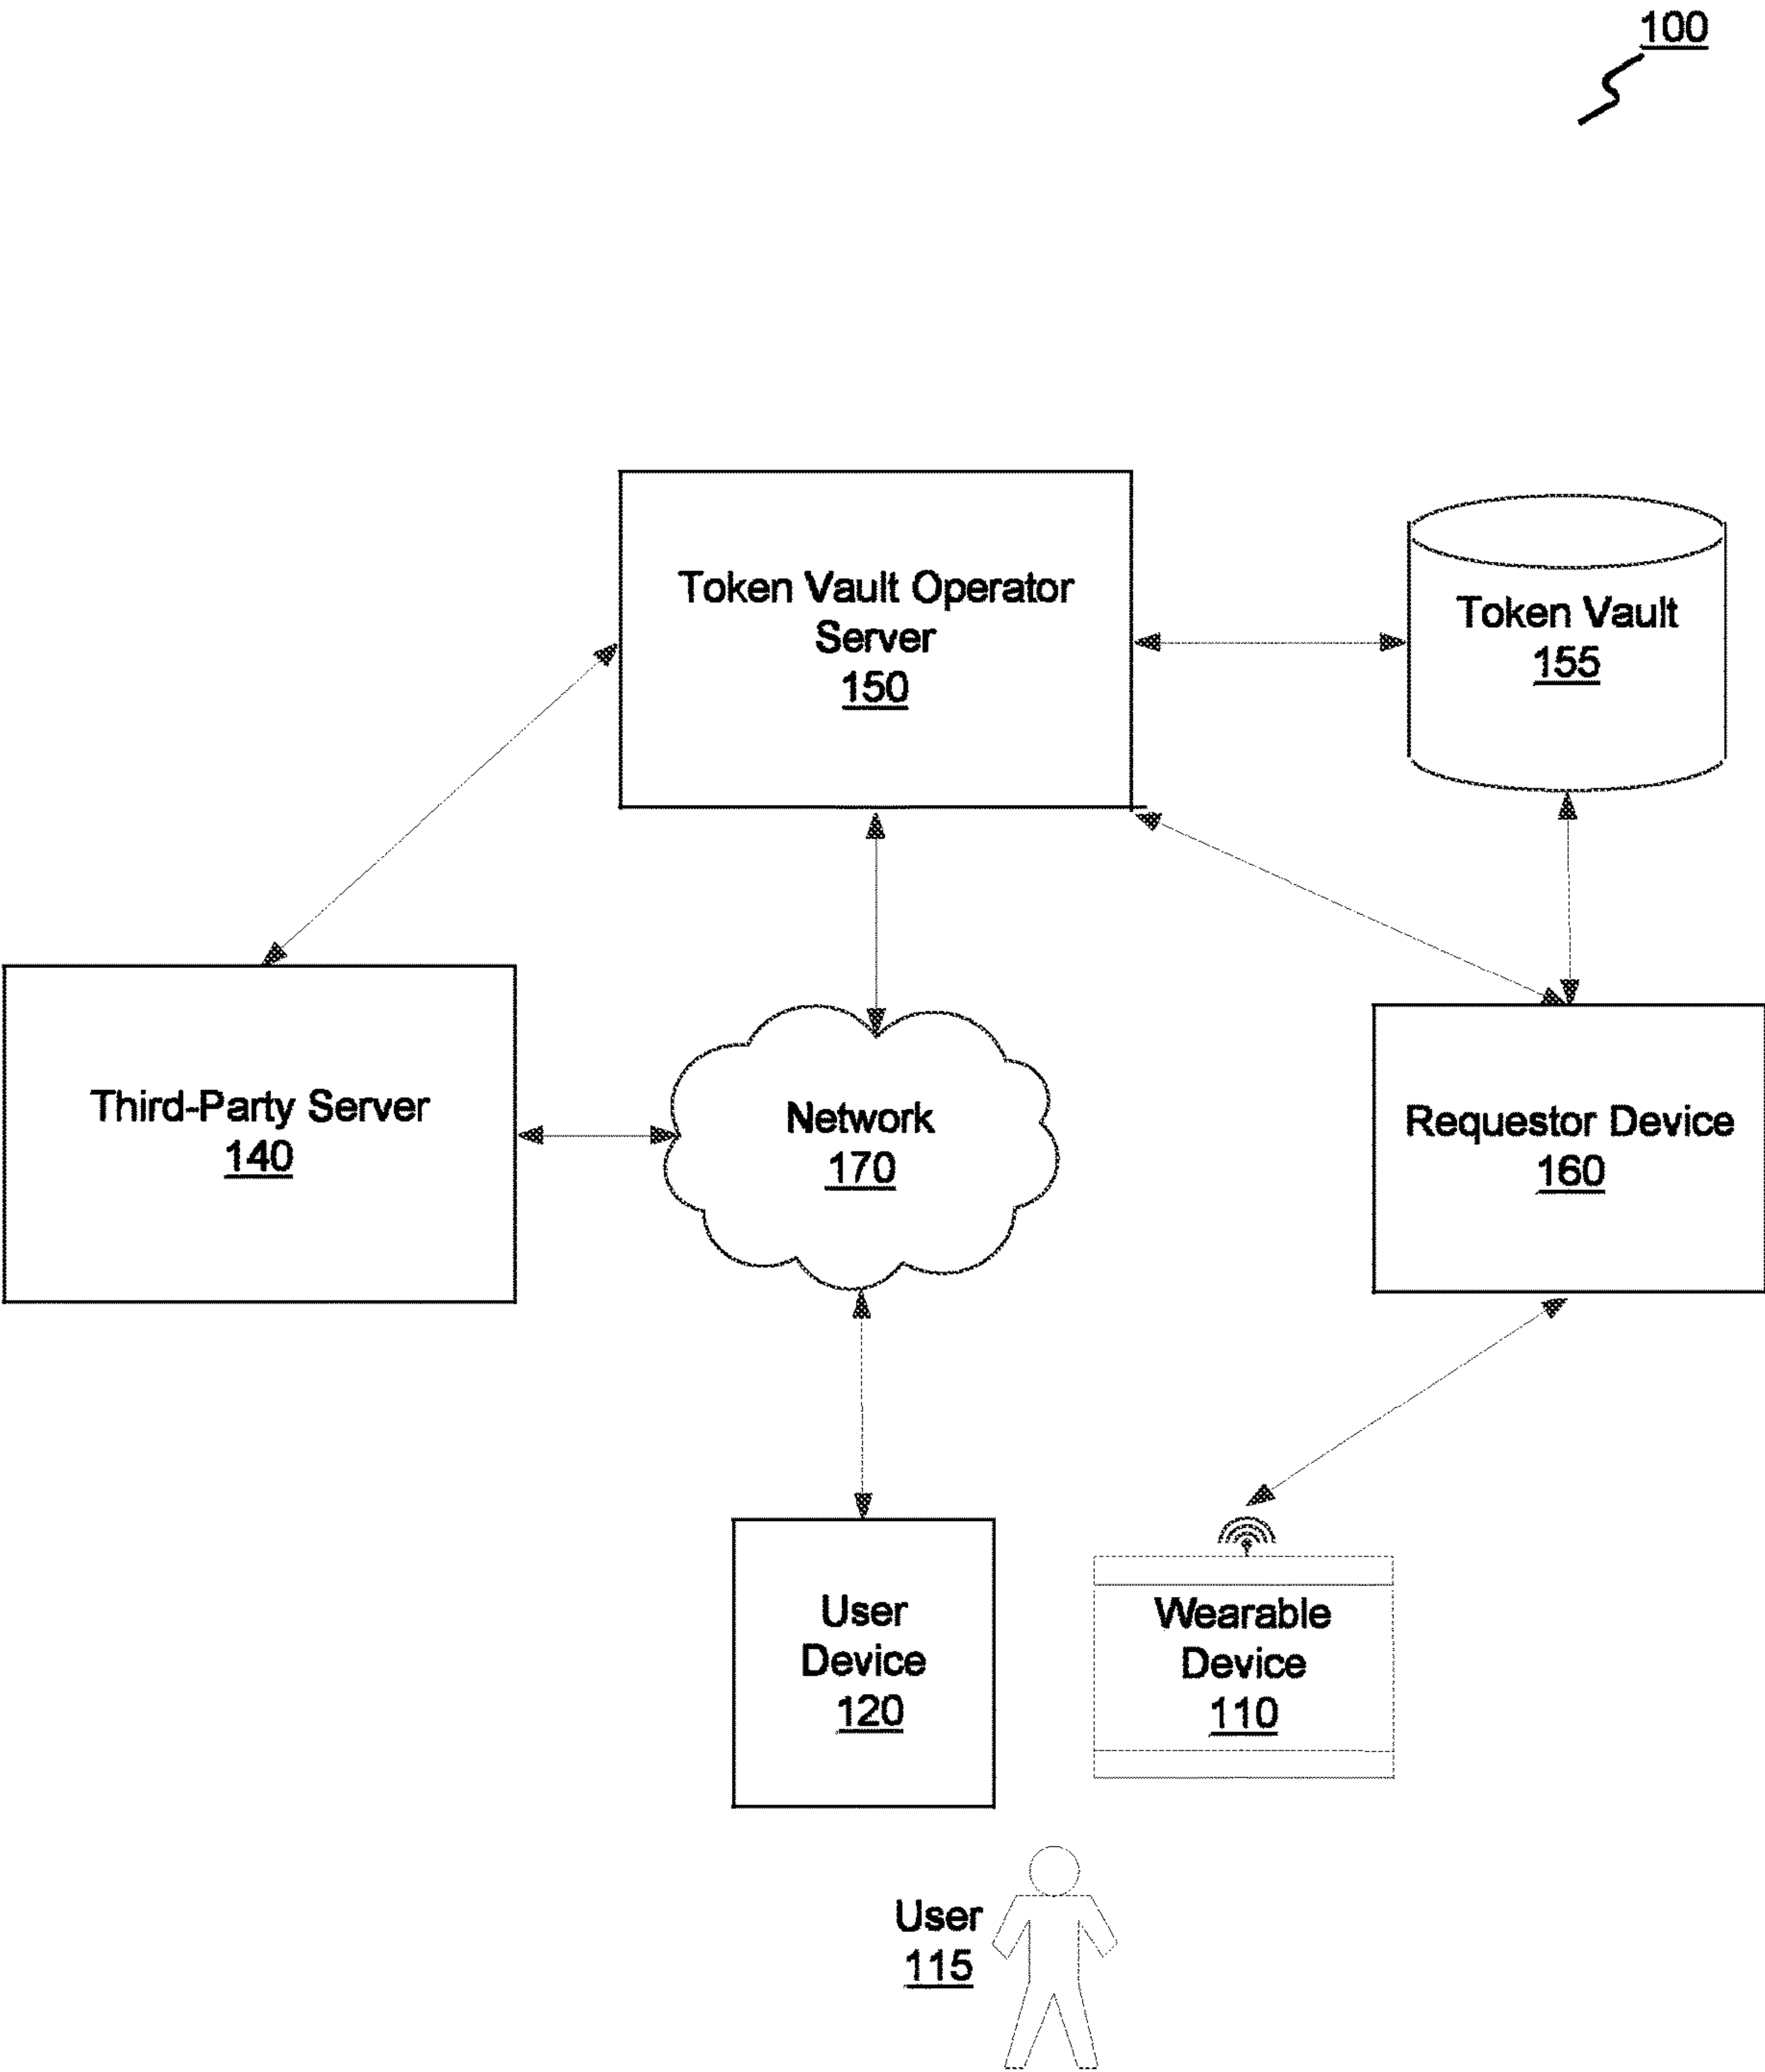 100
Token Vault Operator
Server
150
Token Vault
155
Third-Party Server
140
Network
170
Requestor Device
160
User
Device
120
Wearable
Device
110
User
115